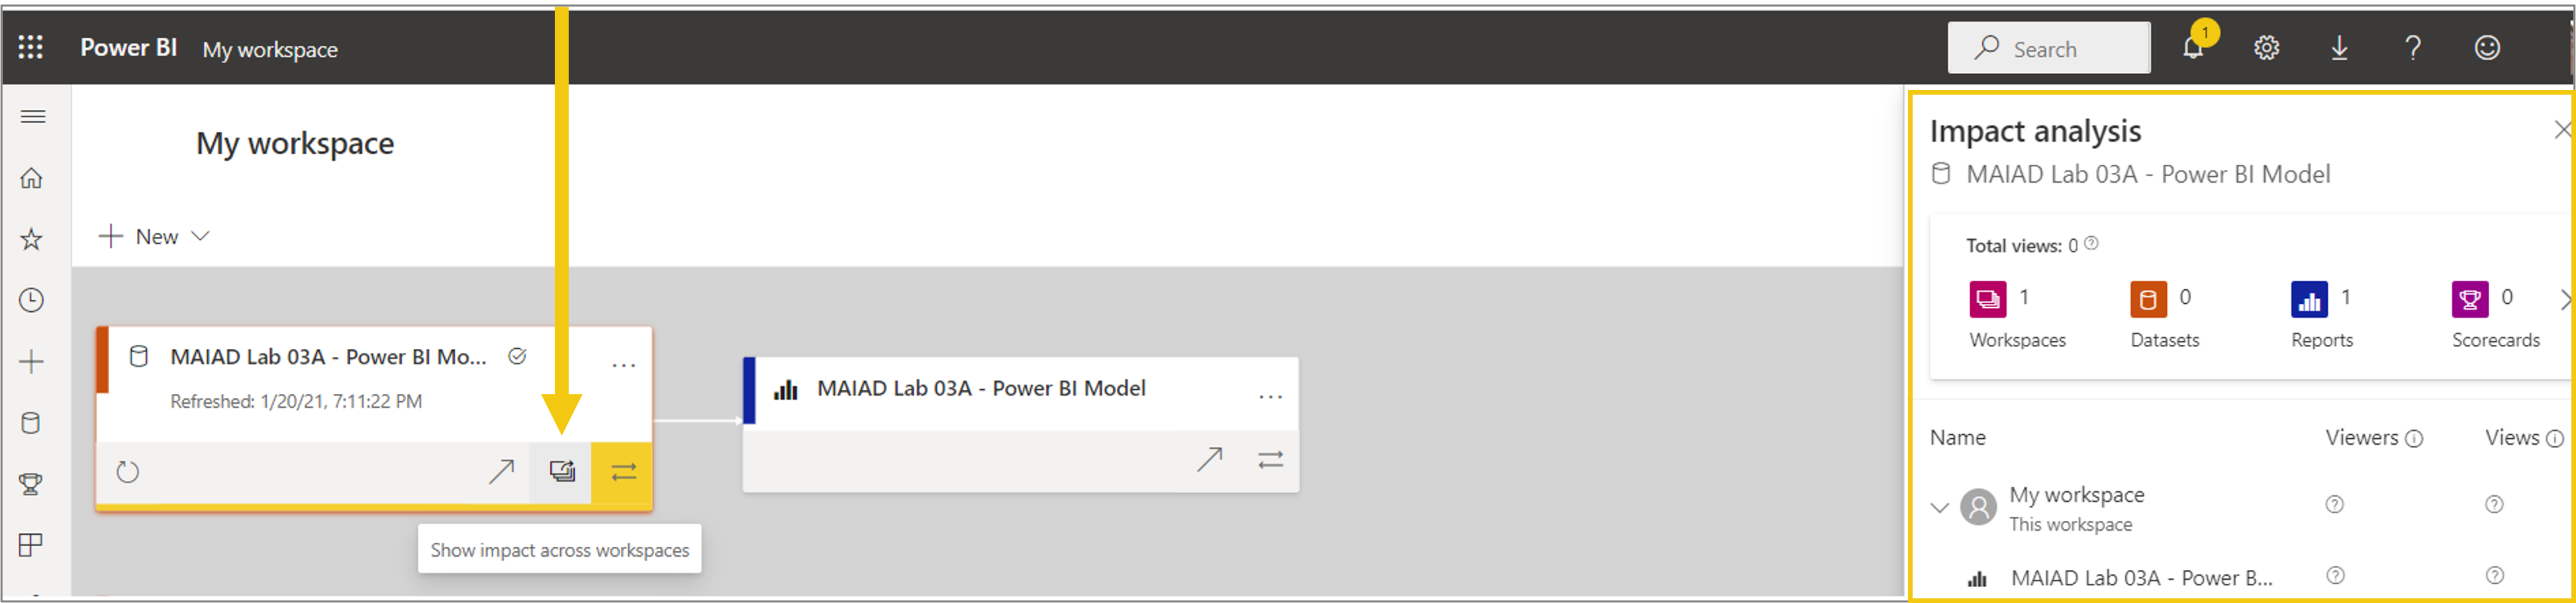 Power BI My workspace
Search
1
My workspace
New
MAIAD Lab 03A - Power BI Mo...
Refreshed: 1/20/21, 7:11:22 PM
Show impact across workspaces
MAIAD Lab 03A - Power BI Model
Impact analysis
MAIAD Lab 03A - Power BI Model
Total views: 0
1 0 1 0
Workspaces Datasets Reports Scorecards
Name Viewers Views
My workspace
This workspace
MAIAD Lab 03A - Power B...